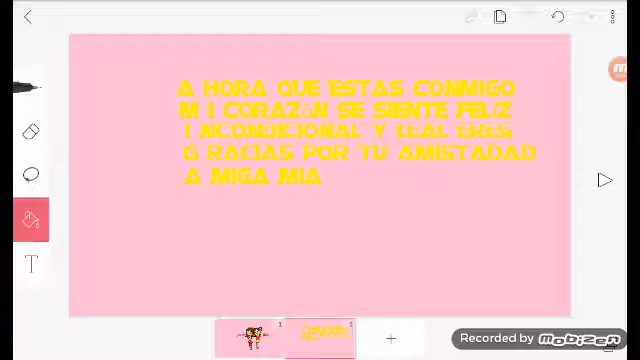 A HORA QUE ESTAS CONMIGO
M I CORAZóN SE SIENTE FELIZ
I NCONDICIONAL Y LEAL ERES
G RACIAS POR TU AMISTADAD
A MIGA MIA
T
Recorded by MOBIZEN